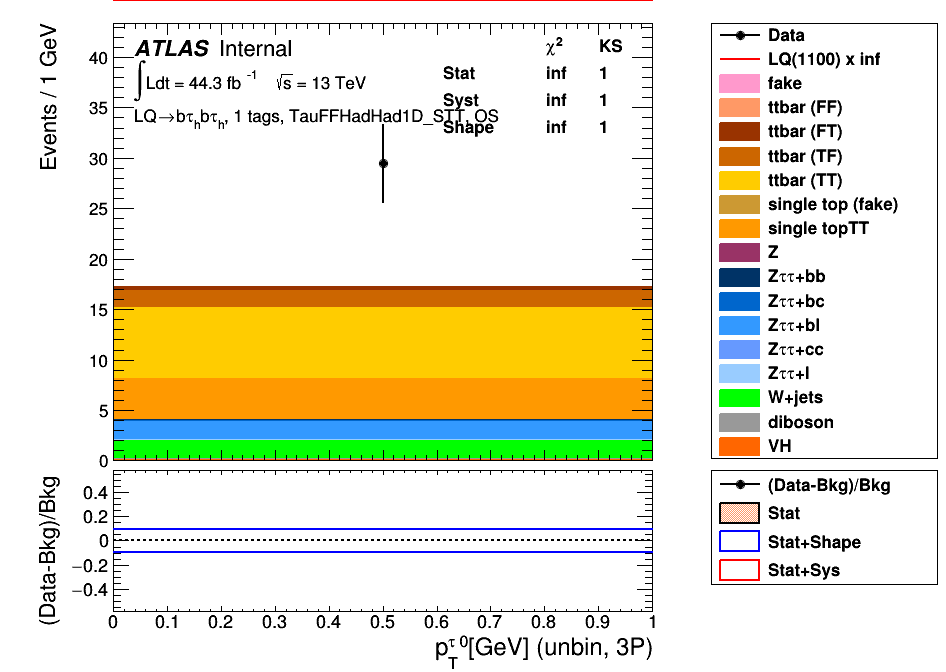 Events / 1 GeV
ATLAS Internal
∫Ldt = 44.3 fb⁻¹ √s = 13 TeV
LQ→bτₕbτₕ, 1 tags, TauFFHadHad1D_STT, OS
χ² KS
Stat inf 1
Syst inf 1
Shape inf 1
40
35
30
25
20
15
10
5
0
Data
LQ(1100) x inf
fake
ttbar (FF)
ttbar (FT)
ttbar (TF)
ttbar (TT)
single top (fake)
single topTT
Z
Zττ+bb
Zττ+bc
Zττ+bl
Zττ+cc
Zττ+l
W+jets
diboson
VH
(Data-Bkg)/Bkg
0.4
0.2
0
−0.2
−0.4
(Data-Bkg)/Bkg
Stat
Stat+Shape
Stat+Sys
0 0.1 0.2 0.3 0.4 0.5 0.6 0.7 0.8 0.9 1
p_T^τ0[GeV] (unbin, 3P)